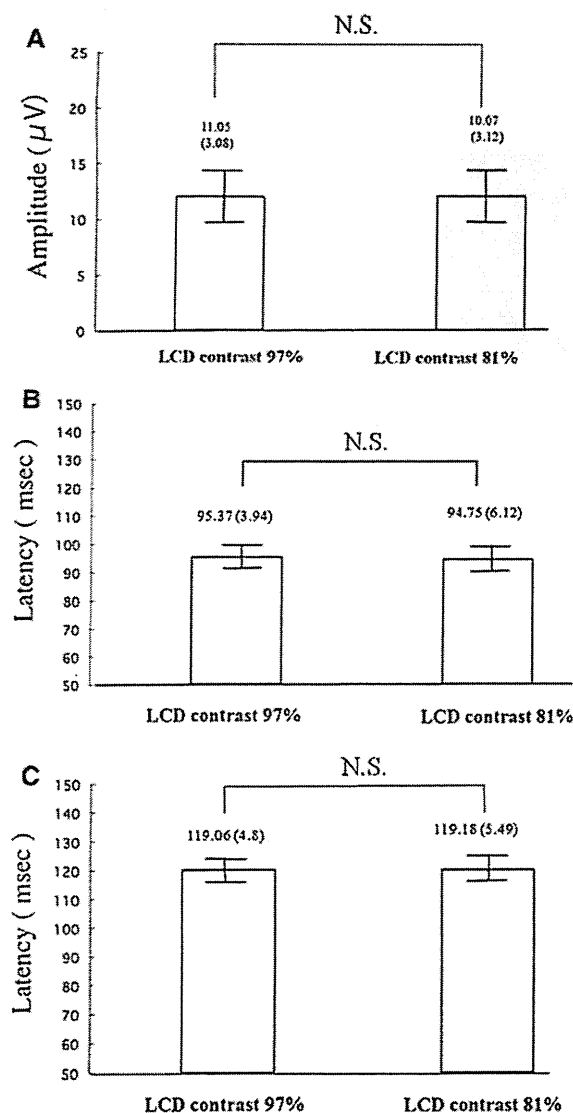 A
N.S.
Amplitude ( μV )
25
20
15
10
5
0
11.05
(3.08)
10.07
(3.12)
LCD contrast 97%
LCD contrast 81%
B
N.S.
Latency ( msec )
150
140
130
120
110
100
90
80
70
60
50
95.37 (3.94)
94.75 (6.12)
LCD contrast 97%
LCD contrast 81%
C
N.S.
Latency ( msec )
150
140
130
120
110
100
90
80
70
60
50
119.06 (4.8)
119.18 (5.49)
LCD contrast 97%
LCD contrast 81%